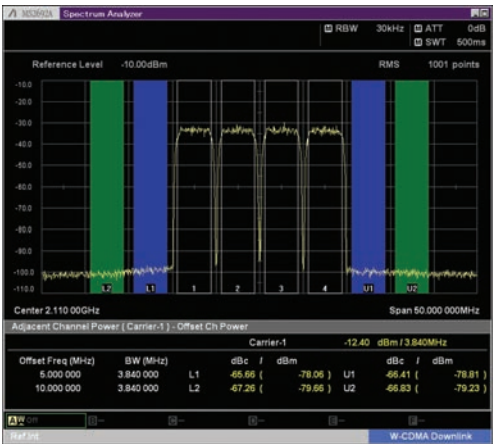 MS2692A Spectrum Analyzer
RBW 30kHz ATT 0dB
SWT 500ms
Reference Level -10.00dBm RMS 1001 points
-10.0
-20.0
-30.0
-40.0
-50.0
-60.0
-70.0
-80.0
-90.0
-100.0
-110.0
L2 L1 1 2 3 4 U1 U2
Center 2.110 00GHz Span 50.000 000MHz
Adjacent Channel Power ( Carrier-1 ) - Offset Ch Power
Carrier-1 -12.40 dBm / 3.840MHz
Offset Freq (MHz) BW (MHz) dBc / dBm dBc / dBm
5.000 000 3.840 000 L1 -65.66 ( -78.06 ) U1 -66.41 ( -78.81 )
10.000 000 3.840 000 L2 -67.26 ( -79.66 ) U2 -66.83 ( -79.23 )
Ref.Int W-CDMA Downlink